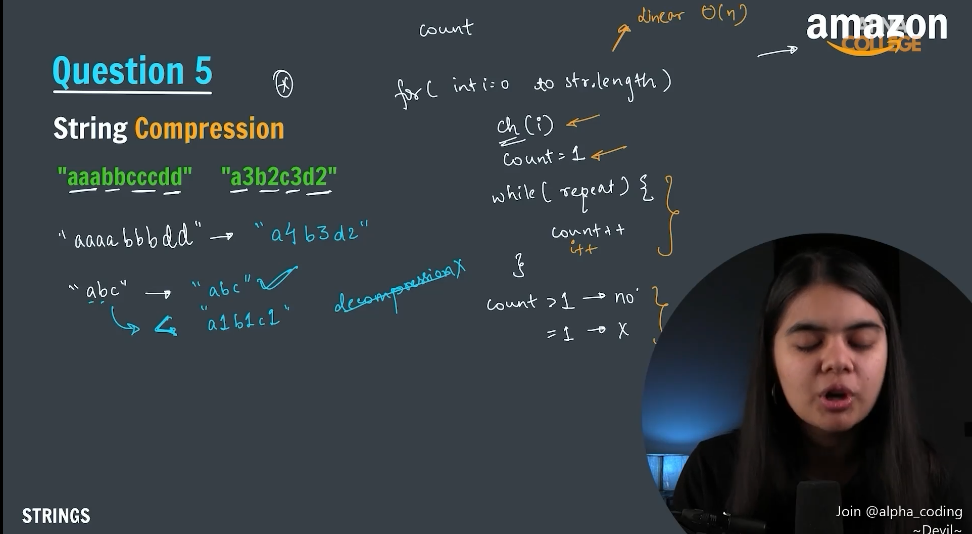 count
linear O(n)
amazon
COLLEGE
Question 5
for( int i=0 to str.length)
String Compression
ch(i)
count = 1
"aaabbcccdd" "a3b2c3d2"
while( repeat) {
"aaaabbbdd" → "a4b3d2"
count++
i++
}
"abc" → "abc" ✓
decompression X
"a1b1c1"
count >1 → no
=1 → X
STRINGS
Join @alpha_coding
~Devil~